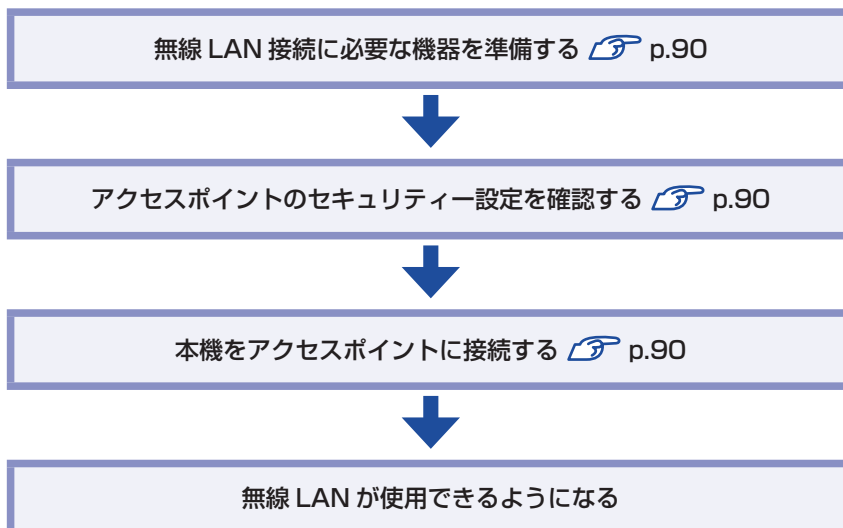 無線 LAN 接続に必要な機器を準備する p.90
アクセスポイントのセキュリティー設定を確認する p.90
本機をアクセスポイントに接続する p.90
無線 LAN が使用できるようになる